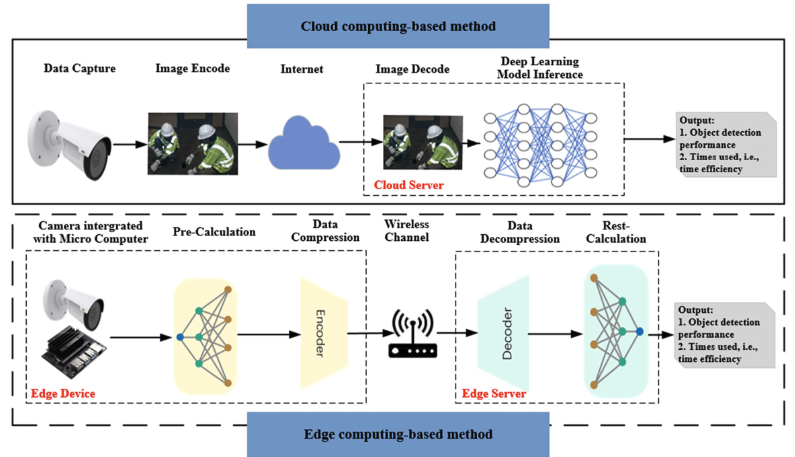 Cloud computing-based method
Data Capture
Image Encode
Internet
Image Decode
Deep Learning
Model Inference
Cloud Server
Output:
1. Object detection
performance
2. Times used, i.e.,
time efficiency
Camera intergrated
with Micro Computer
Pre-Calculation
Data
Compression
Wireless
Channel
Data
Decompression
Rest-
Calculation
Encoder
Decoder
Edge Device
Edge Server
Output:
1. Object detection
performance
2. Times used, i.e.,
time efficiency
Edge computing-based method